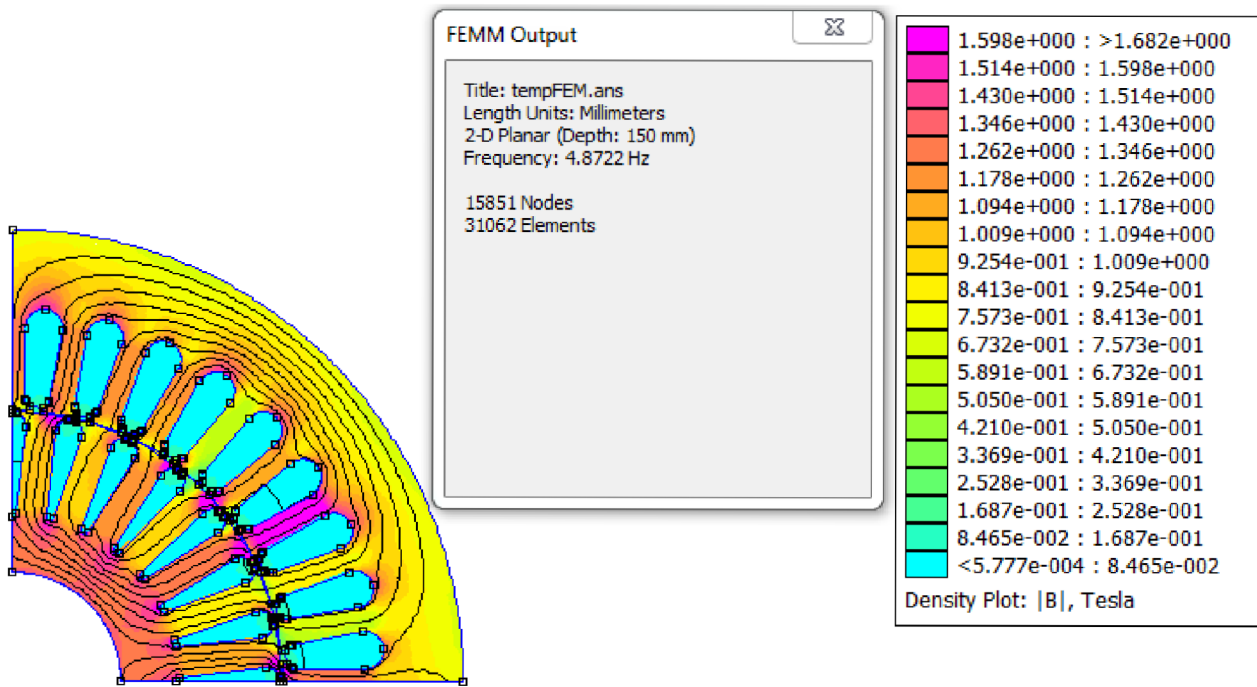 FEMM Output
Title: tempFEM.ans
Length Units: Millimeters
2-D Planar (Depth: 150 mm)
Frequency: 4.8722 Hz
15851 Nodes
31062 Elements
1.598e+000 : >1.682e+000
1.514e+000 : 1.598e+000
1.430e+000 : 1.514e+000
1.346e+000 : 1.430e+000
1.262e+000 : 1.346e+000
1.178e+000 : 1.262e+000
1.094e+000 : 1.178e+000
1.009e+000 : 1.094e+000
9.254e-001 : 1.009e+000
8.413e-001 : 9.254e-001
7.573e-001 : 8.413e-001
6.732e-001 : 7.573e-001
5.891e-001 : 6.732e-001
5.050e-001 : 5.891e-001
4.210e-001 : 5.050e-001
3.369e-001 : 4.210e-001
2.528e-001 : 3.369e-001
1.687e-001 : 2.528e-001
8.465e-002 : 1.687e-001
<5.777e-004 : 8.465e-002
Density Plot: |B|, Tesla